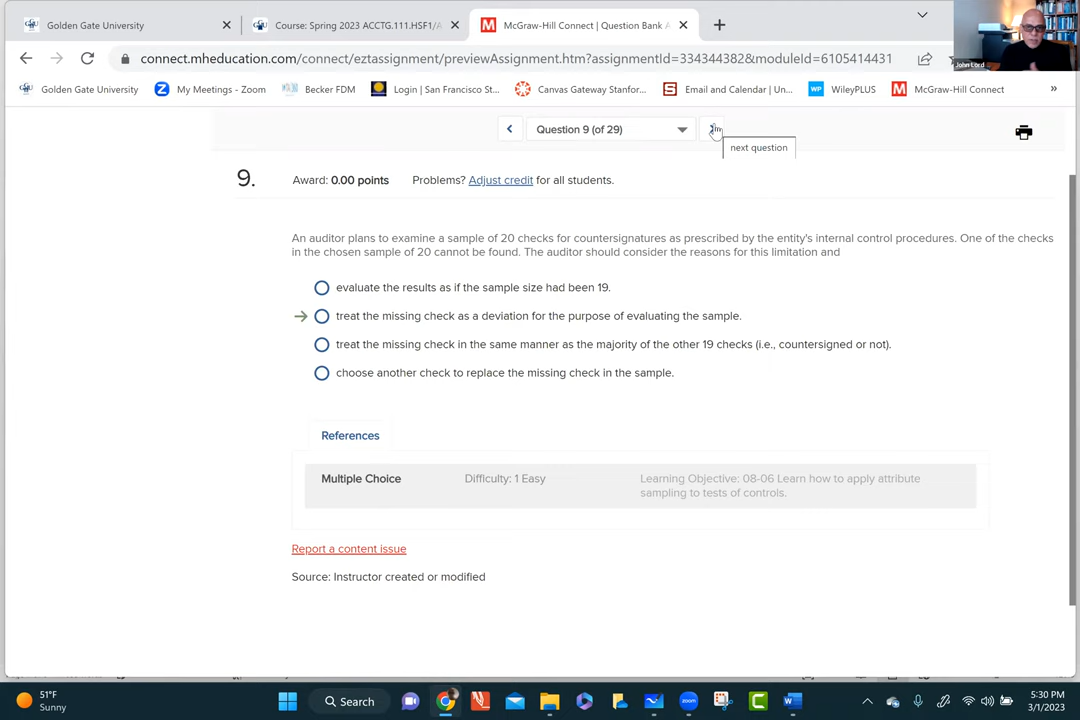 Golden Gate University
Course: Spring 2023 ACCTG.111.HSF1/A
McGraw-Hill Connect | Question Bank A
connect.mheducation.com/connect/eztassignment/previewAssignment.htm?assignmentId=334344382&moduleId=6105414431
John Lord
Golden Gate University
My Meetings - Zoom
Becker FDM
Login | San Francisco St...
Canvas Gateway Stanfor...
Email and Calendar | Un...
WileyPLUS
McGraw-Hill Connect
»
Question 9 (of 29)
next question
9.
Award: 0.00 points
Problems? Adjust credit for all students.
An auditor plans to examine a sample of 20 checks for countersignatures as prescribed by the entity's internal control procedures. One of the checks
in the chosen sample of 20 cannot be found. The auditor should consider the reasons for this limitation and
evaluate the results as if the sample size had been 19.
treat the missing check as a deviation for the purpose of evaluating the sample.
treat the missing check in the same manner as the majority of the other 19 checks (i.e., countersigned or not).
choose another check to replace the missing check in the sample.
References
Multiple Choice
Difficulty: 1 Easy
Learning Objective: 08-06 Learn how to apply attribute
sampling to tests of controls.
Report a content issue
Source: Instructor created or modified
51°F
Sunny
Search
5:30 PM
3/1/2023